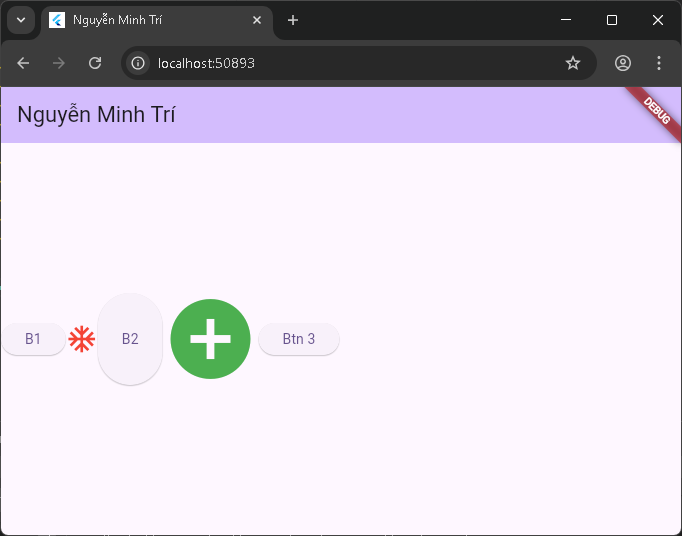 Nguyễn Minh Trí
localhost:50893
Nguyễn Minh Trí
DEBUG
B1
B2
Btn 3